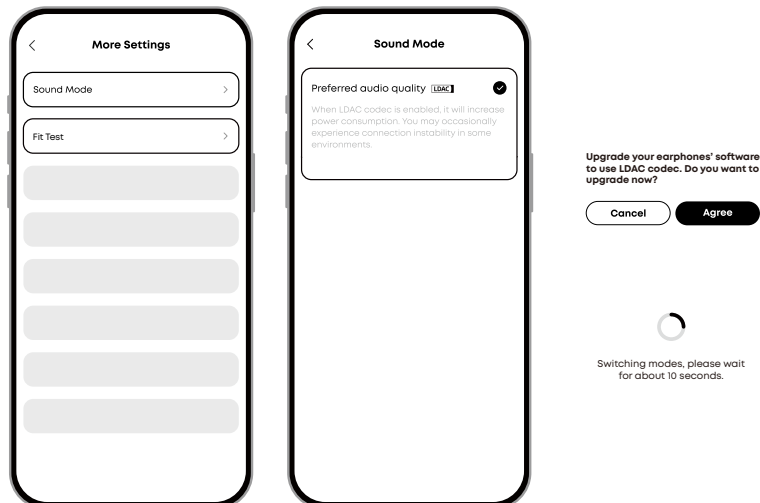 More Settings
Sound Mode
Fit Test
Sound Mode
Preferred audio quality LDAC
When LDAC codec is enabled, it will increase
power consumption. You may occasionally
experience connection instability in some
environments.
Upgrade your earphones' software
to use LDAC codec. Do you want to
upgrade now?
Cancel Agree
Switching modes, please wait
for about 10 seconds.